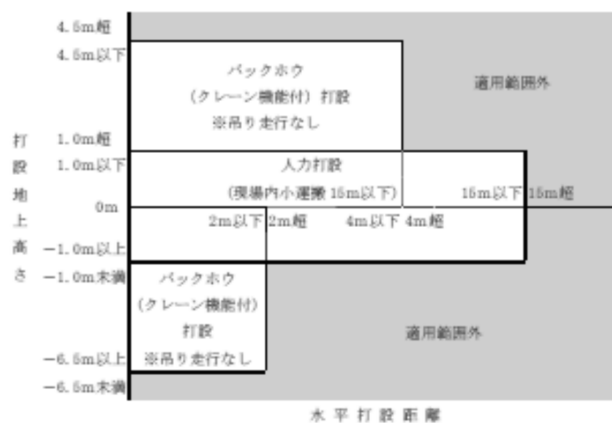 4.5m超
4.5m以下
バックホウ
(クレーン機能付) 打設
※吊り走行なし
適用範囲外
1.0m超
1.0m以下
人力打設
(現場内小運搬 15m以下)
15m以下
15m超
0m
2m以下
2m超
4m以下
4m超
-1.0m以上
-1.0m未満
バックホウ
(クレーン機能付)
打設
※吊り走行なし
適用範囲外
-6.5m以上
-6.5m未満
打設地上高さ
水平打設距離